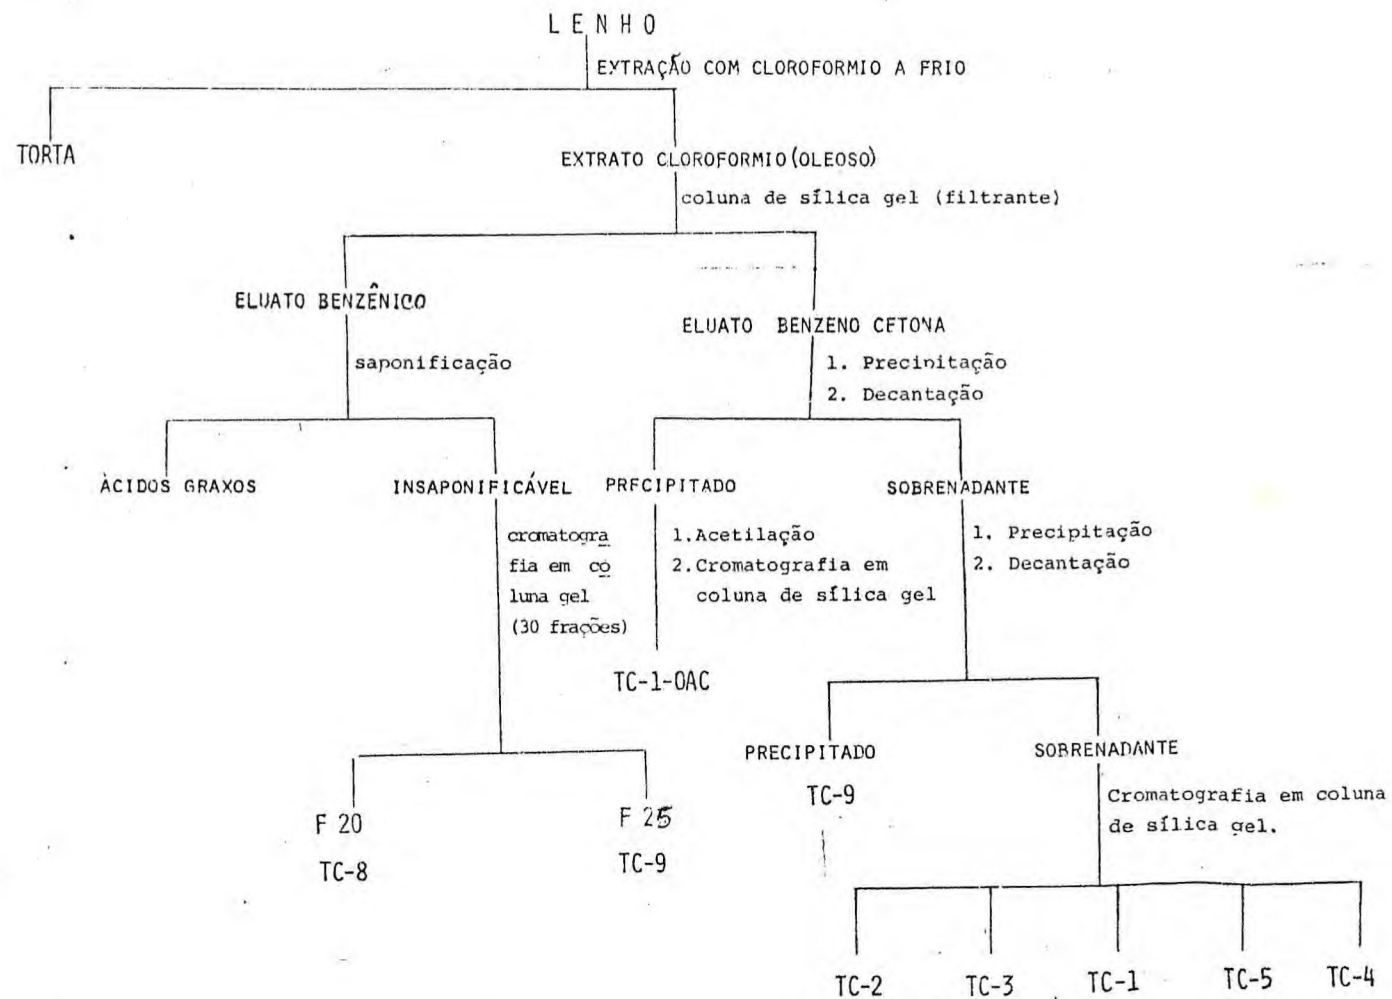 LENHO
EXTRAÇÃO COM CLOROFORMIO A FRIO
TORTA
EXTRATO CLOROFORMIO(OLEOSO)
coluna de sílica gel (filtrante)
ELUATO BENZÊNICO
ELUATO BENZENO CETONA
saponificação
1. Precipitação
2. Decantação
ÀCIDOS GRAXOS
INSAPONIFICÁVEL
PRECIPITADO
SOBRENADANTE
cromatogra
fia em co
luna gel
(30 frações)
1.Acetilação
2.Cromatografia em
coluna de sílica gel
1. Precipitação
2. Decantação
TC-1-OAC
PRECIPITADO
TC-9
SOBRENADANTE
Cromatografia em coluna
de sílica gel.
F 20
TC-8
F 25
TC-9
TC-2
TC-3
TC-1
TC-5
TC-4